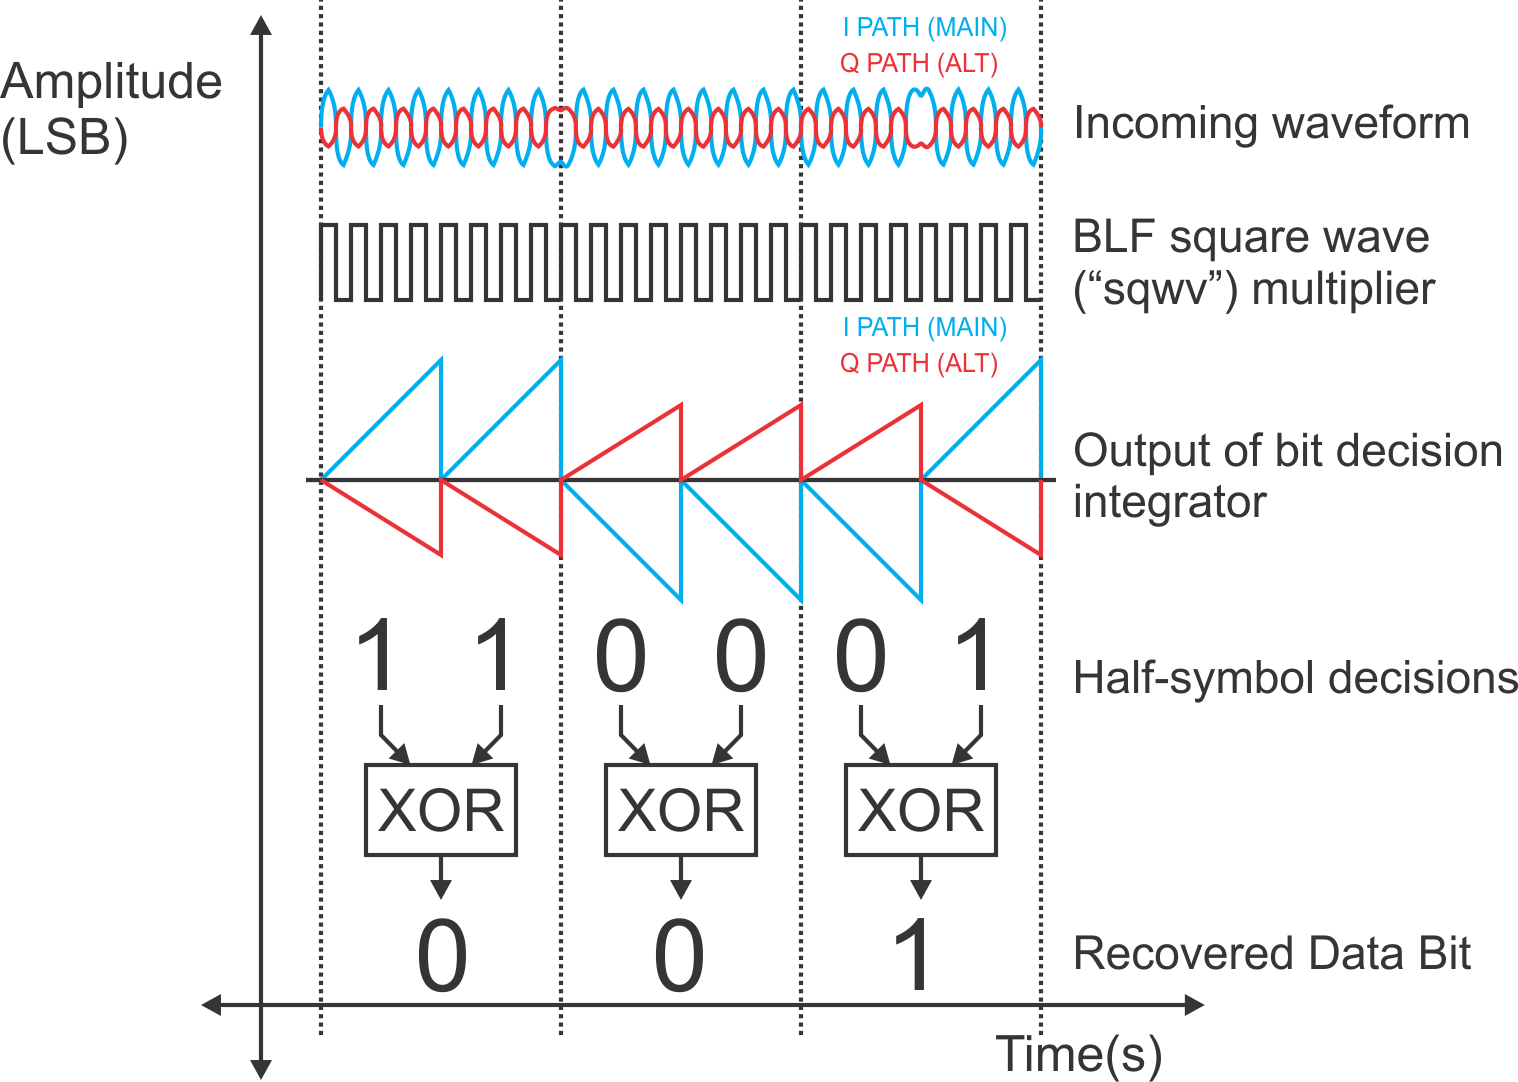 I PATH (MAIN)
Q PATH (ALT)
Amplitude
(LSB)
Incoming waveform
BLF square wave
(“sqwv”) multiplier
I PATH (MAIN)
Q PATH (ALT)
Output of bit decision
integrator
1 1 0 0 0 1
Half-symbol decisions
XOR XOR XOR
0 0 1
Recovered Data Bit
Time(s)